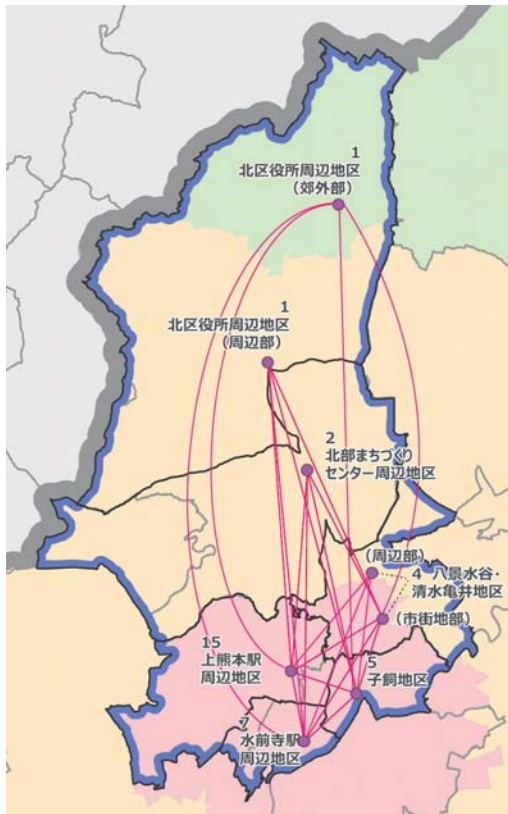 1
北区役所周辺地区
（郊外部）
1
北区役所周辺地区
（周辺部）
2
北部まちづくり
センター周辺地区
（周辺部）
4 八景水谷・
清水亀井地区
（市街地部）
15
上熊本駅
周辺地区
5
子飼地区
7
水前寺駅
周辺地区